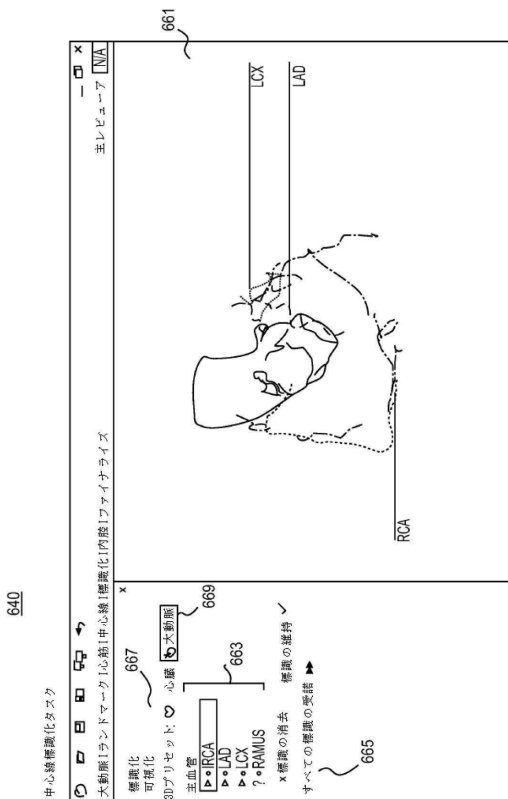 640
中心線標識化タスク
主レビューア N/A
大動脈|ランドマーク|心筋|中心線|標識化|内腔|ファイナライズ
標識化
可視化
667
3Dプリセット: 心臓 大動脈
669
主血管
663
IRCA
LAD
LCX
? RAMUS
x標識の消去 標識の維持
すべての標識の受諾
665
661
LCX
LAD
RCA